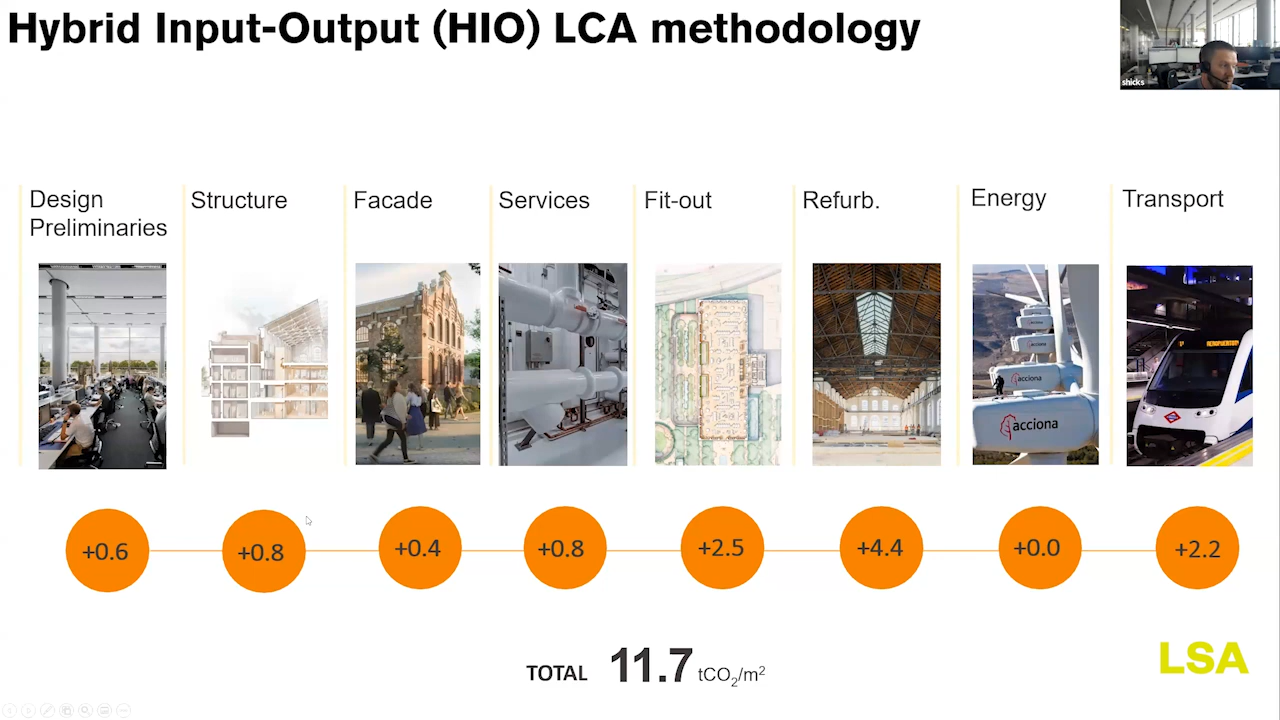 Hybrid Input-Output (HIO) LCA methodology
shicks
Design
Preliminaries
Structure
Facade
Services
Fit-out
Refurb.
Energy
Transport
acciona
acciona
acciona
acciona
+0.6
+0.8
+0.4
+0.8
+2.5
+4.4
+0.0
+2.2
TOTAL 11.7 tCO₂/m²
LSA